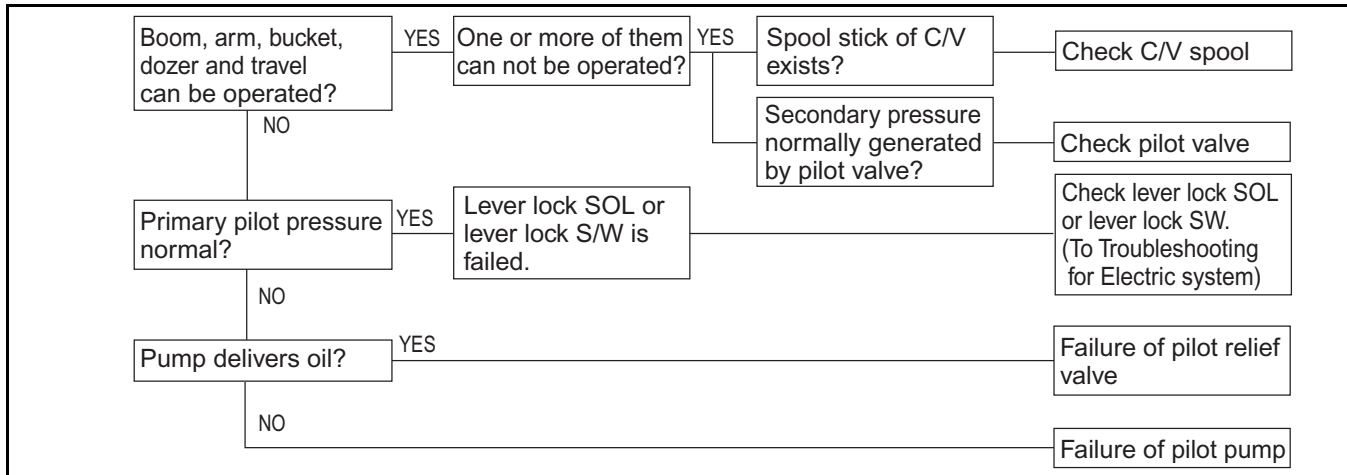 Boom, arm, bucket,
dozer and travel
can be operated?
YES
One or more of them
can not be operated?
YES
Spool stick of C/V
exists?
Check C/V spool
Secondary pressure
normally generated
by pilot valve?
Check pilot valve
NO
Primary pilot pressure
normal?
YES
Lever lock SOL or
lever lock S/W is
failed.
Check lever lock SOL
or lever lock SW.
(To Troubleshooting
for Electric system)
NO
Pump delivers oil?
YES
Failure of pilot relief
valve
NO
Failure of pilot pump